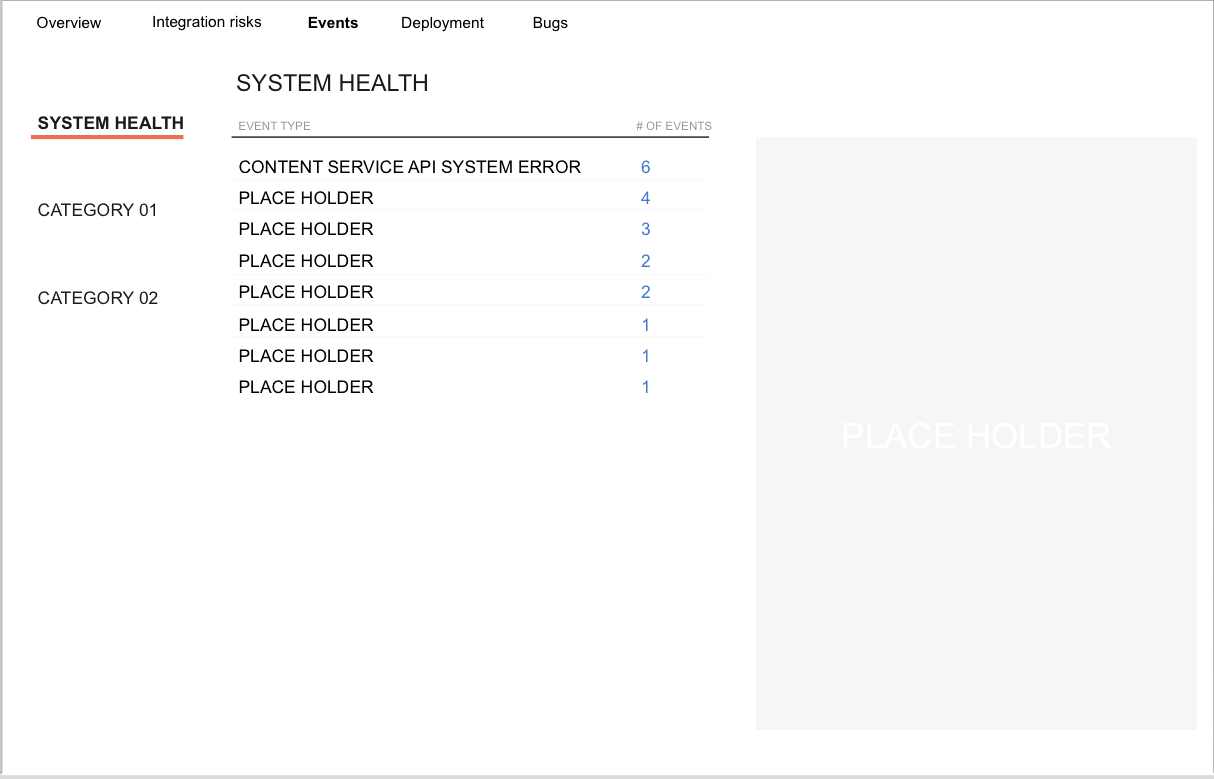 Overview Integration risks Events Deployment Bugs
SYSTEM HEALTH
SYSTEM HEALTH
CATEGORY 01
CATEGORY 02
EVENT TYPE # OF EVENTS
CONTENT SERVICE API SYSTEM ERROR 6
PLACE HOLDER 4
PLACE HOLDER 3
PLACE HOLDER 2
PLACE HOLDER 2
PLACE HOLDER 1
PLACE HOLDER 1
PLACE HOLDER 1
PLACE HOLDER